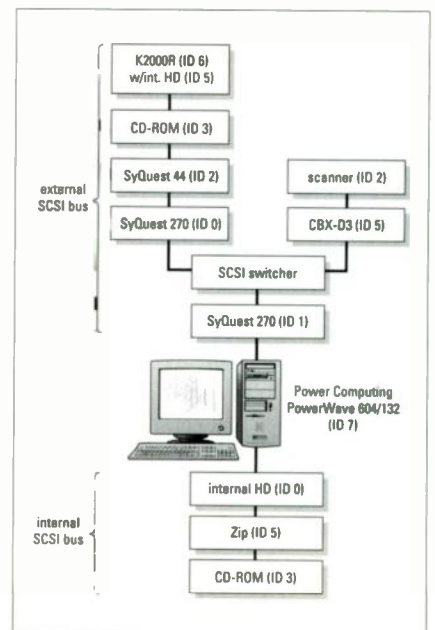 K2000R (ID 6)
w/int. HD (ID 5)
CD-ROM (ID 3)
SyQuest 44 (ID 2)
scanner (ID 2)
external
SCSI bus
SyQuest 270 (ID 0)
CBX-D3 (ID 5)
SCSI switcher
SyQuest 270 (ID 1)
Power Computing
PowerWave 604/132
(ID 7)
internal HD (ID 0)
internal
SCSI bus
Zip (ID 5)
CD-ROM (ID 3)